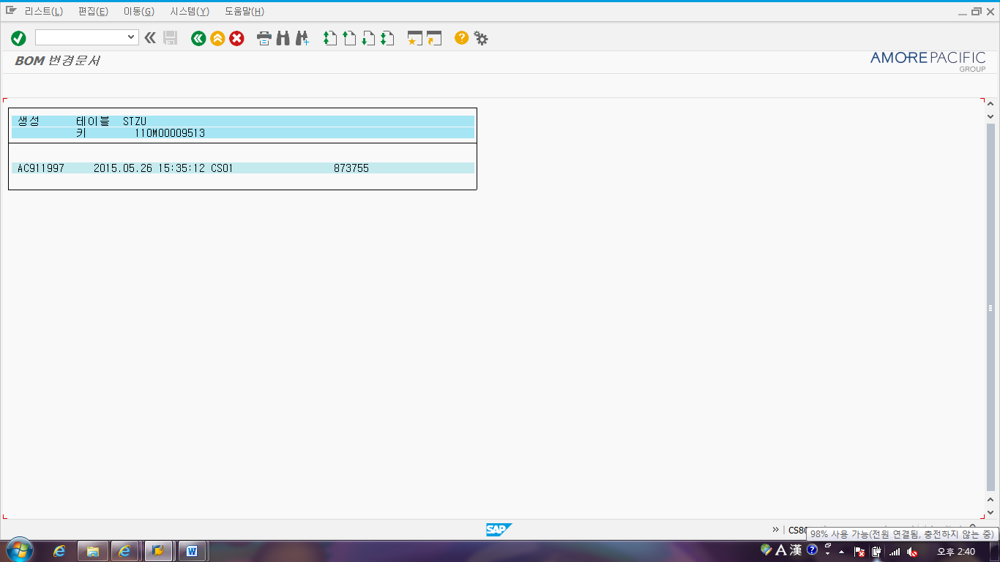 리스트(L) 편집(E) 이동(G) 시스템(Y) 도움말(H)
BOM 변경문서
AMOREPACIFIC
GROUP
생성 테이블 STZU
키 110M00009513
AC911997 2015.05.26 15:35:12 CS01 873755
SAP
CS80
98% 사용 가능(전원 연결됨, 충전하지 않는 중)
A 漢
오후 2:40